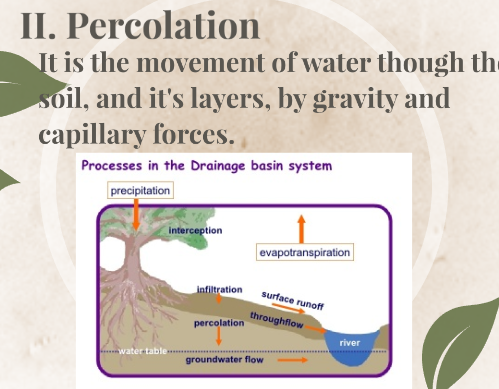 II. Percolation
It is the movement of water though the
soil, and it's layers, by gravity and
capillary forces.
Processes in the Drainage basin system
precipitation
interception
evapotranspiration
infiltration
surface runoff
percolation
throughflow
river
water table
groundwater flow